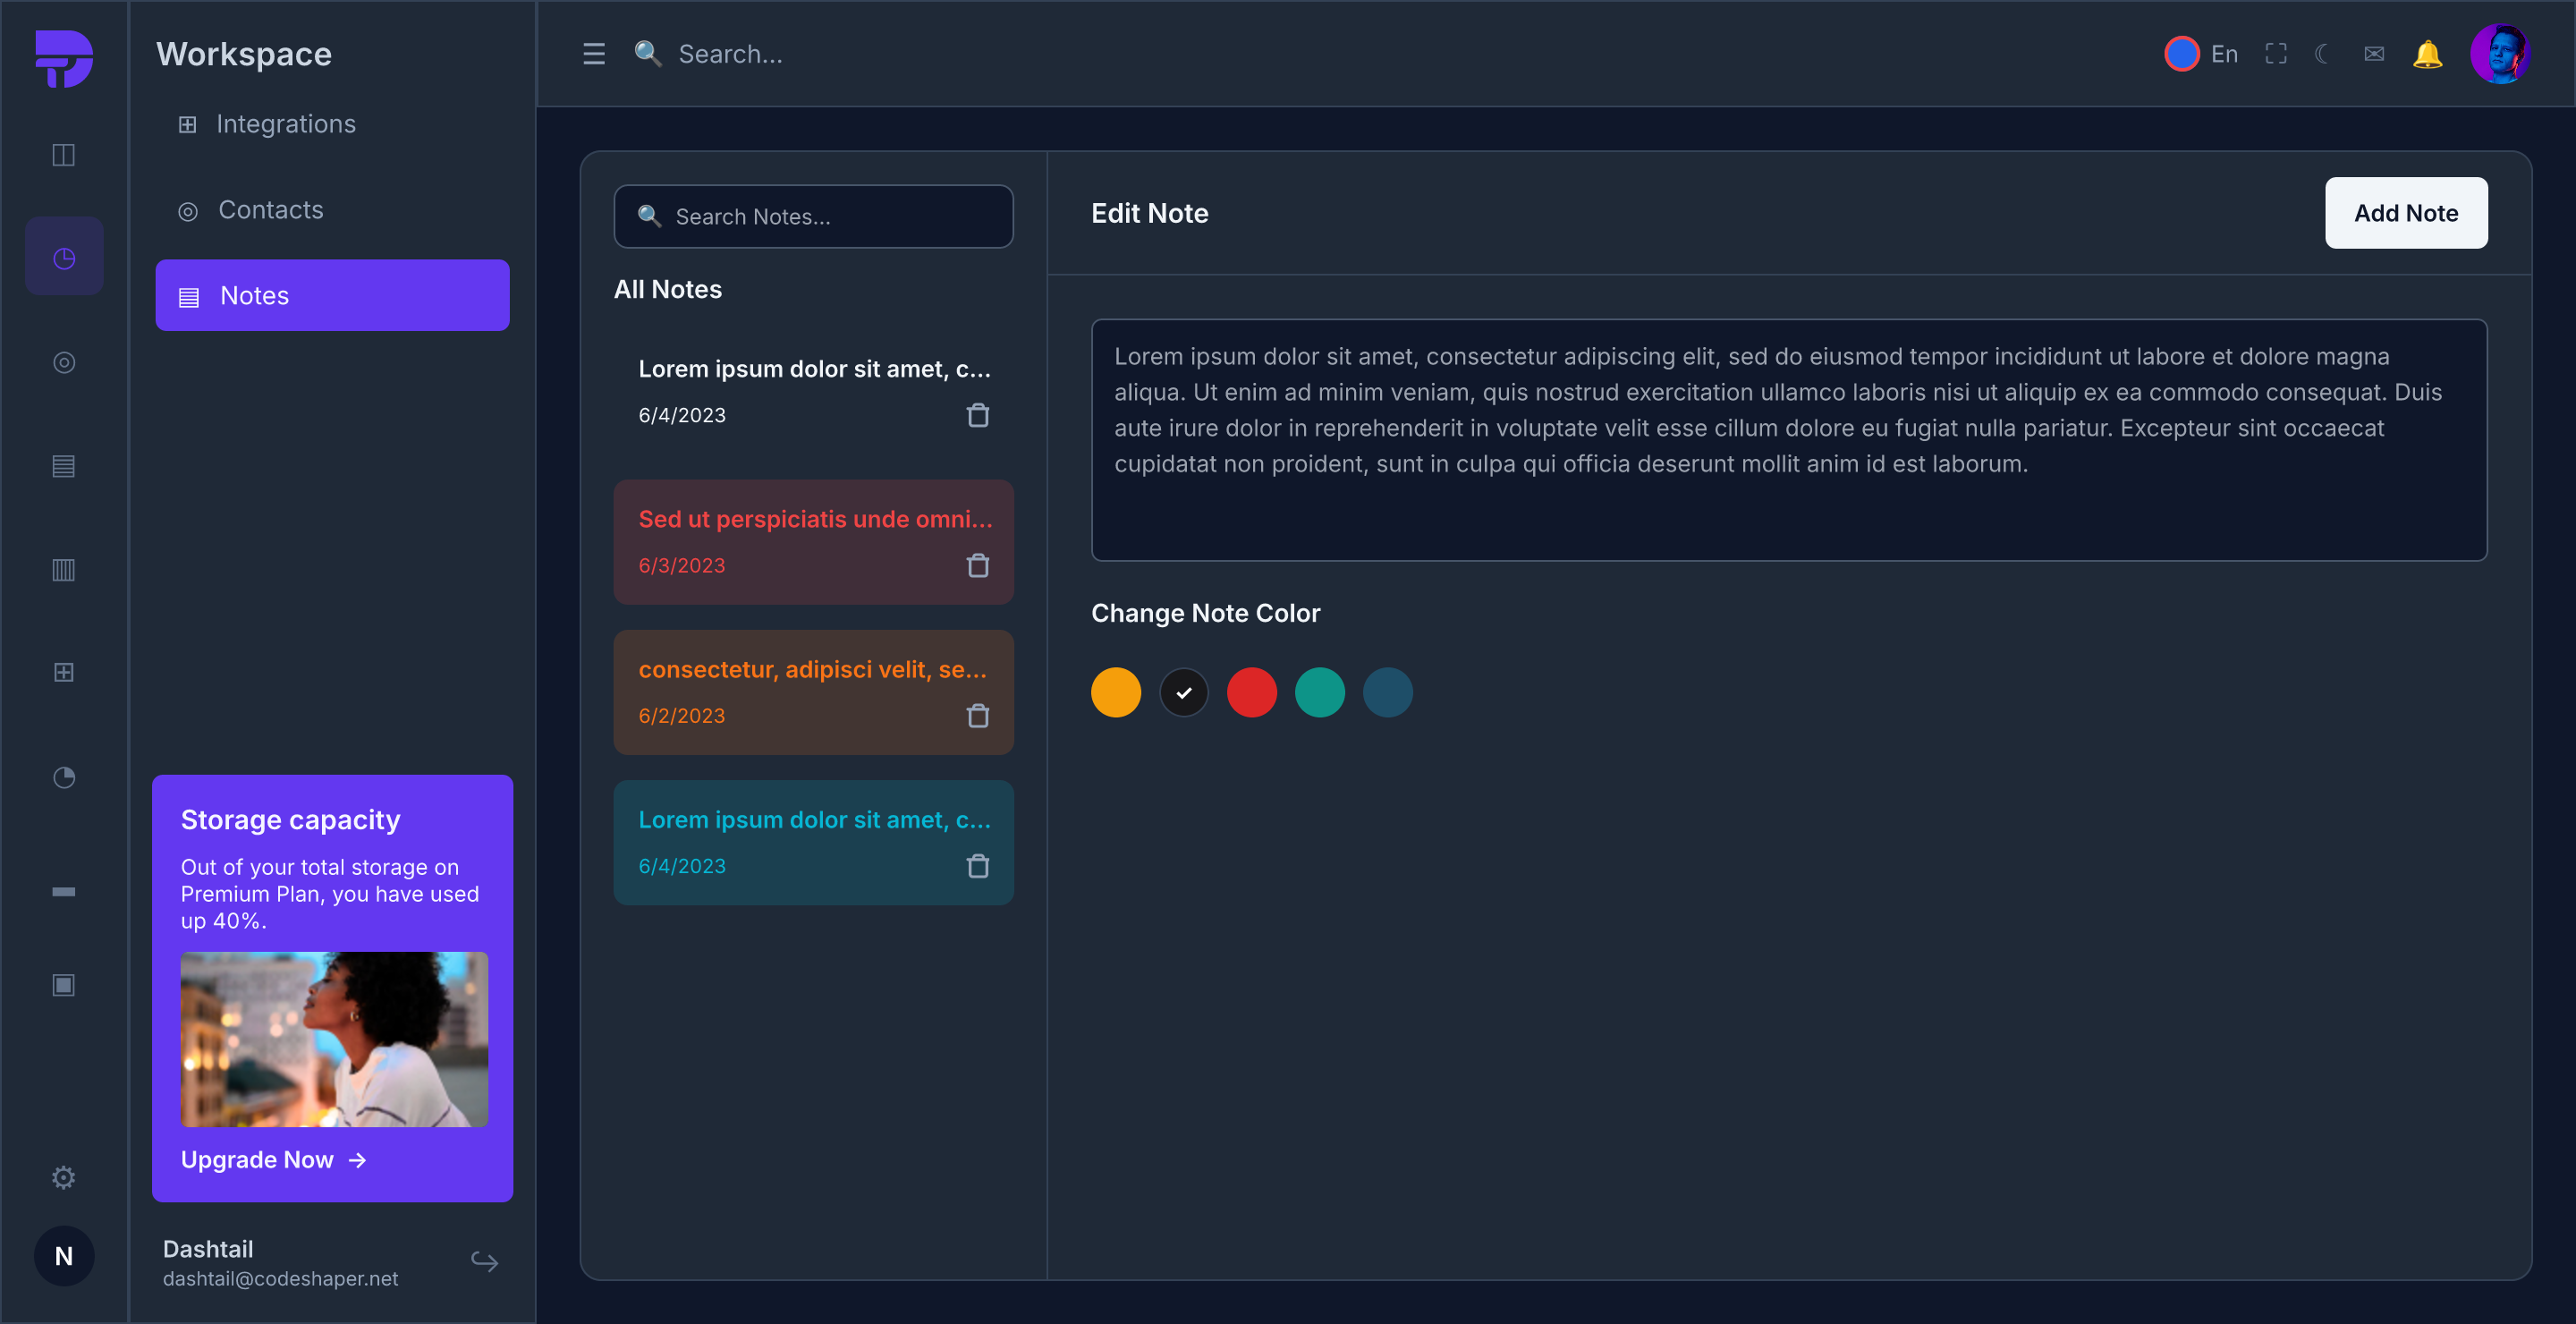 Workspace
Integrations
Contacts
Notes
Storage capacity
Out of your total storage on
Premium Plan, you have used
up 40%.
Upgrade Now →
Dashtail
dashtail@codeshaper.net
N
Search...
En
Search Notes...
All Notes
Lorem ipsum dolor sit amet, c...
6/4/2023
Sed ut perspiciatis unde omni...
6/3/2023
consectetur, adipisci velit, se...
6/2/2023
Lorem ipsum dolor sit amet, c...
6/4/2023
Edit Note
Add Note
Lorem ipsum dolor sit amet, consectetur adipiscing elit, sed do eiusmod tempor incididunt ut labore et dolore magna
aliqua. Ut enim ad minim veniam, quis nostrud exercitation ullamco laboris nisi ut aliquip ex ea commodo consequat. Duis
aute irure dolor in reprehenderit in voluptate velit esse cillum dolore eu fugiat nulla pariatur. Excepteur sint occaecat
cupidatat non proident, sunt in culpa qui officia deserunt mollit anim id est laborum.
Change Note Color